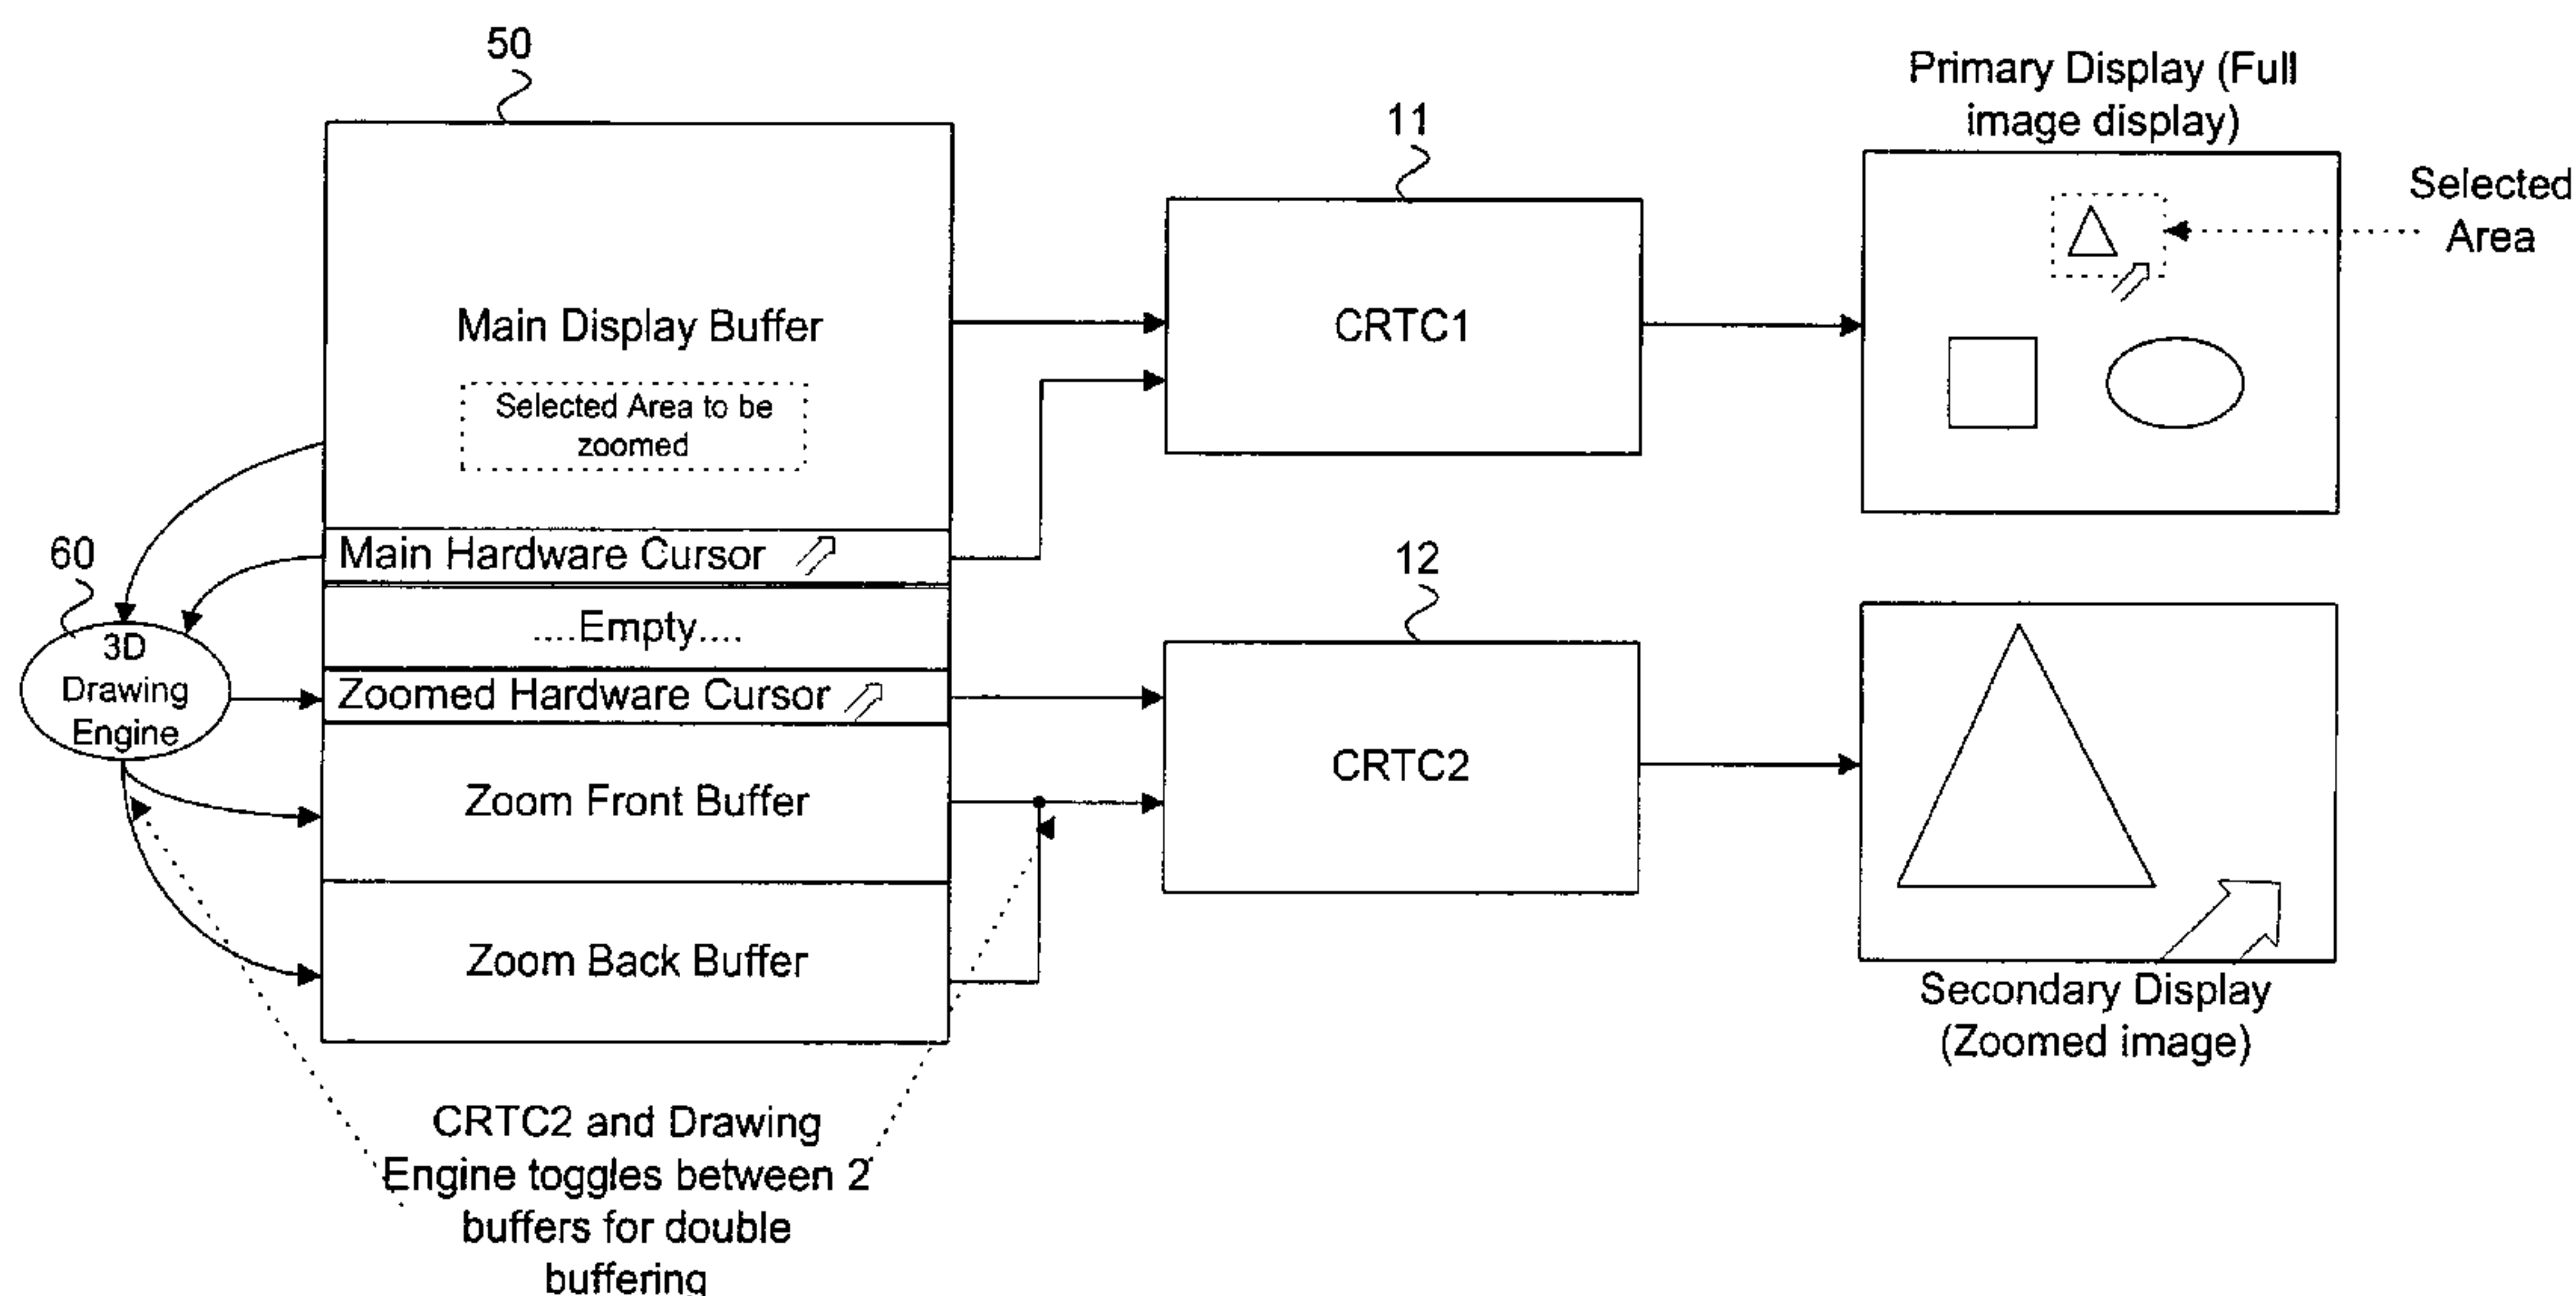 50
Main Display Buffer
Selected Area to be
zoomed
Main Hardware Cursor
....Empty....
Zoomed Hardware Cursor
Zoom Front Buffer
Zoom Back Buffer
60
3D
Drawing
Engine
CRTC2 and Drawing
Engine toggles between 2
buffers for double
buffering
11
CRTC1
12
CRTC2
Primary Display (Full
image display)
Selected
Area
Secondary Display
(Zoomed image)